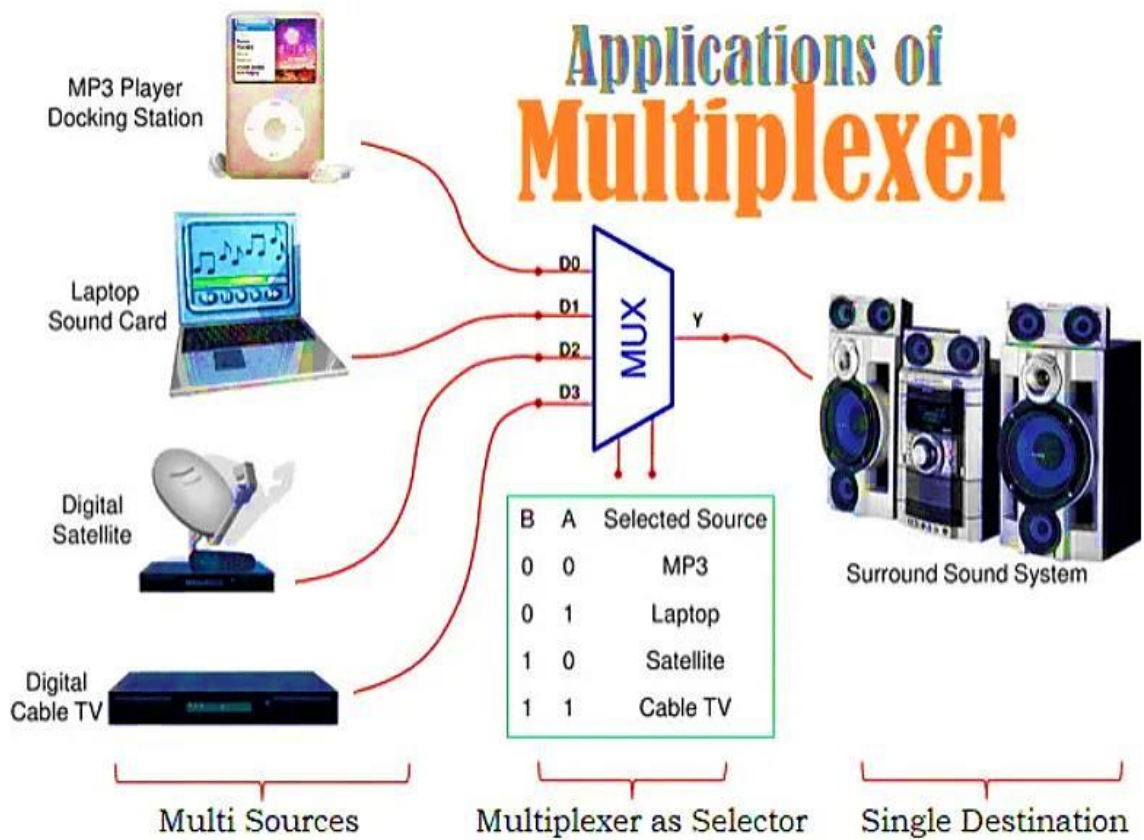 Applications of
Multiplexer
MP3 Player
Docking Station
Laptop
Sound Card
Digital
Satellite
Digital
Cable TV
D0
D1
D2
D3
MUX
Y
B A Selected Source
0 0 MP3
0 1 Laptop
1 0 Satellite
1 1 Cable TV
Surround Sound System
Multi Sources
Multiplexer as Selector
Single Destination